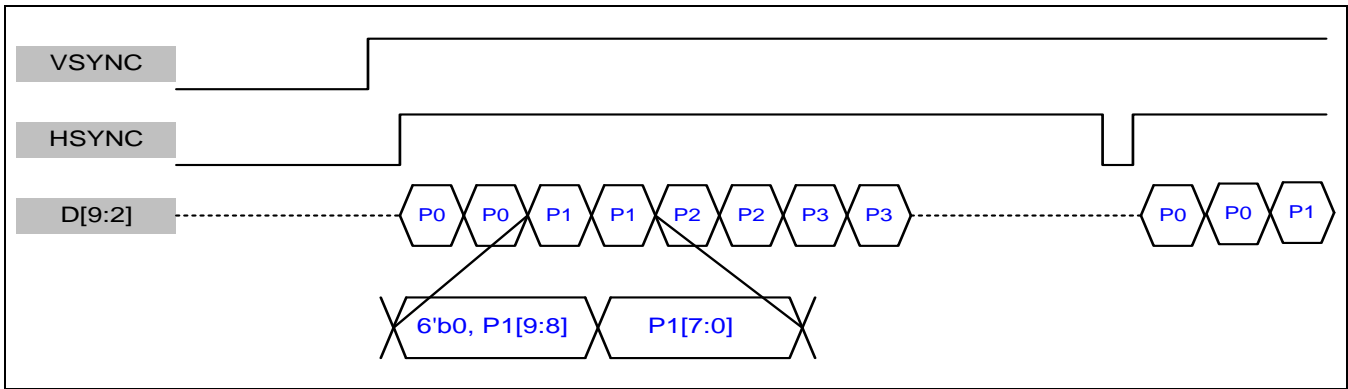 VSYNC
HSYNC
D[9:2] P0 P0 P1 P1 P2 P2 P3 P3 P0 P0 P1
6'b0, P1[9:8] P1[7:0]